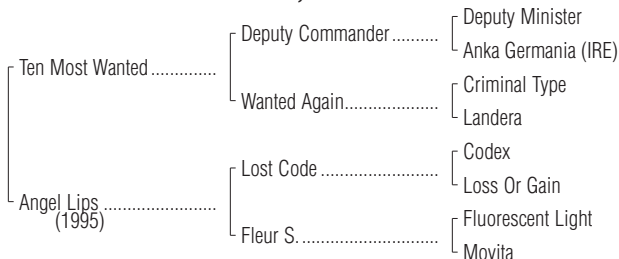 Deputy Minister
Deputy Commander..........
Anka Germania (IRE)
Ten Most Wanted..............
Criminal Type
Wanted Again....................
Landera
Codex
Lost Code.........................
Loss Or Gain
Angel Lips........................
(1995)
Fluorescent Light
Fleur S..............................
Movita